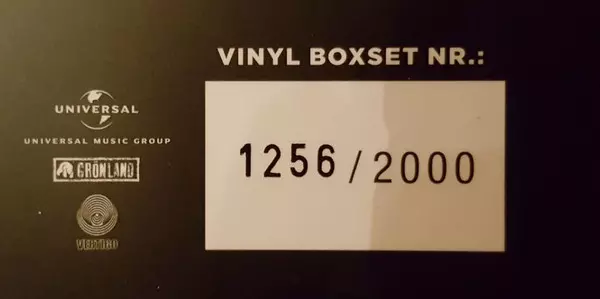 VINYL BOXSET NR.:
UNIVERSAL
UNIVERSAL MUSIC GROUP
GRÖNLAND
VERTIGO
1256 / 2000